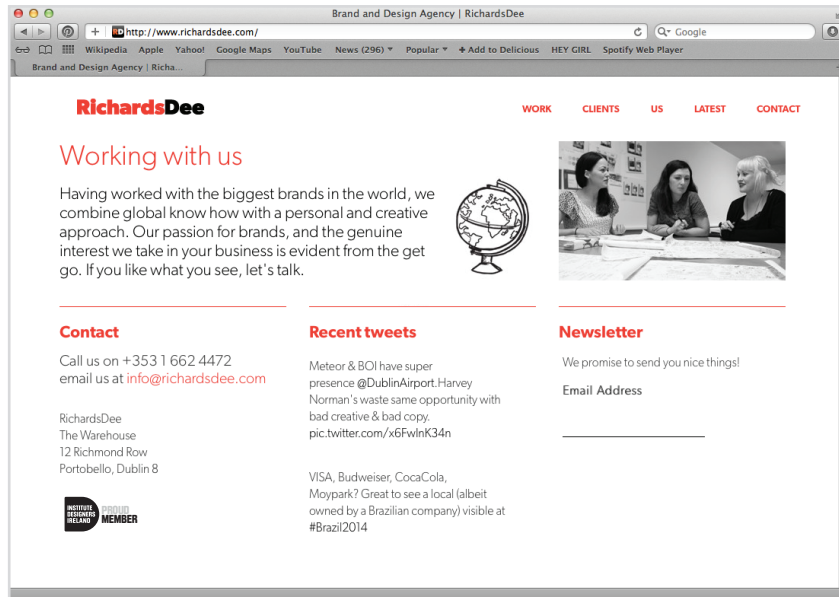 Brand and Design Agency | RichardsDee
http://www.richardsdee.com/
Google
Wikipedia Apple Yahoo! Google Maps YouTube News (296) Popular + Add to Delicious HEY GIRL Spotify Web Player
Brand and Design Agency | Richa...
RichardsDee
WORK CLIENTS US LATEST CONTACT
Working with us
Having worked with the biggest brands in the world, we
combine global know how with a personal and creative
approach. Our passion for brands, and the genuine
interest we take in your business is evident from the get
go. If you like what you see, let's talk.
Contact
Call us on +353 1 662 4472
email us at info@richardsdee.com
RichardsDee
The Warehouse
12 Richmond Row
Portobello, Dublin 8
INSTITUTE
DESIGNERS
IRELAND
PROUD
MEMBER
Recent tweets
Meteor & BOI have super
presence @DublinAirport.Harvey
Norman's waste same opportunity with
bad creative & bad copy.
pic.twitter.com/x6FwlnK34n
VISA, Budweiser, CocaCola,
Moypark? Great to see a local (albeit
owned by a Brazilian company) visible at
#Brazil2014
Newsletter
We promise to send you nice things!
Email Address